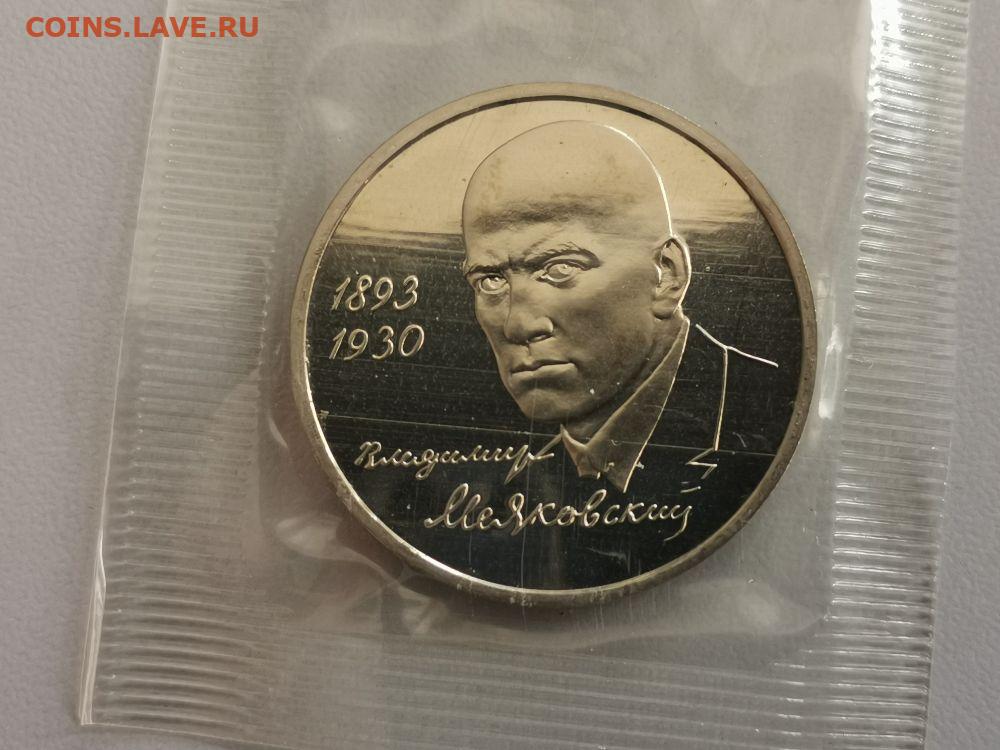 COINS.LAVE.RU
1893
1930
Владимир
Маяковский